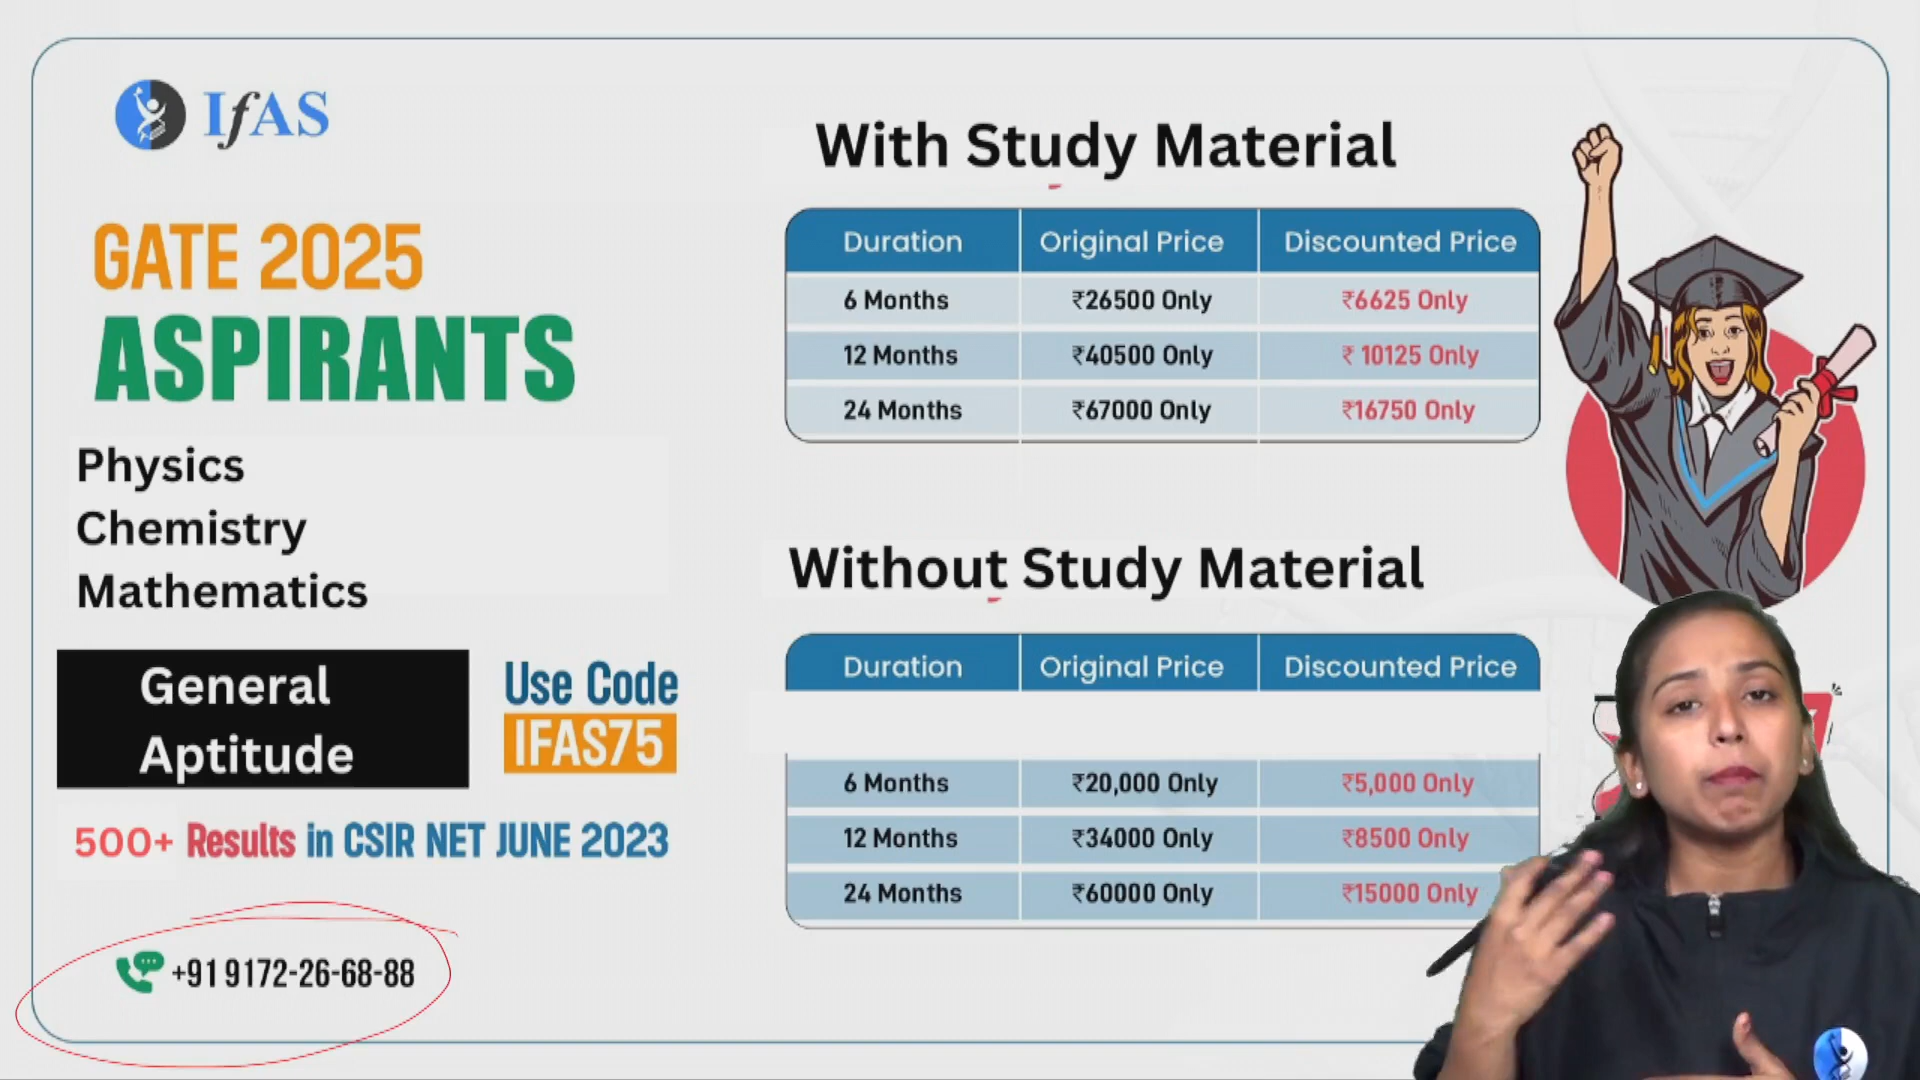 IfAS
GATE 2025
ASPIRANTS
Physics
Chemistry
Mathematics
General
Aptitude
Use Code
IFAS75
500+ Results in CSIR NET JUNE 2023
+91 9172-26-68-88
With Study Material
Duration Original Price Discounted Price
6 Months ₹26500 Only ₹6625 Only
12 Months ₹40500 Only ₹ 10125 Only
24 Months ₹67000 Only ₹16750 Only
Without Study Material
Duration Original Price Discounted Price
6 Months ₹20,000 Only ₹5,000 Only
12 Months ₹34000 Only ₹8500 Only
24 Months ₹60000 Only ₹15000 Only